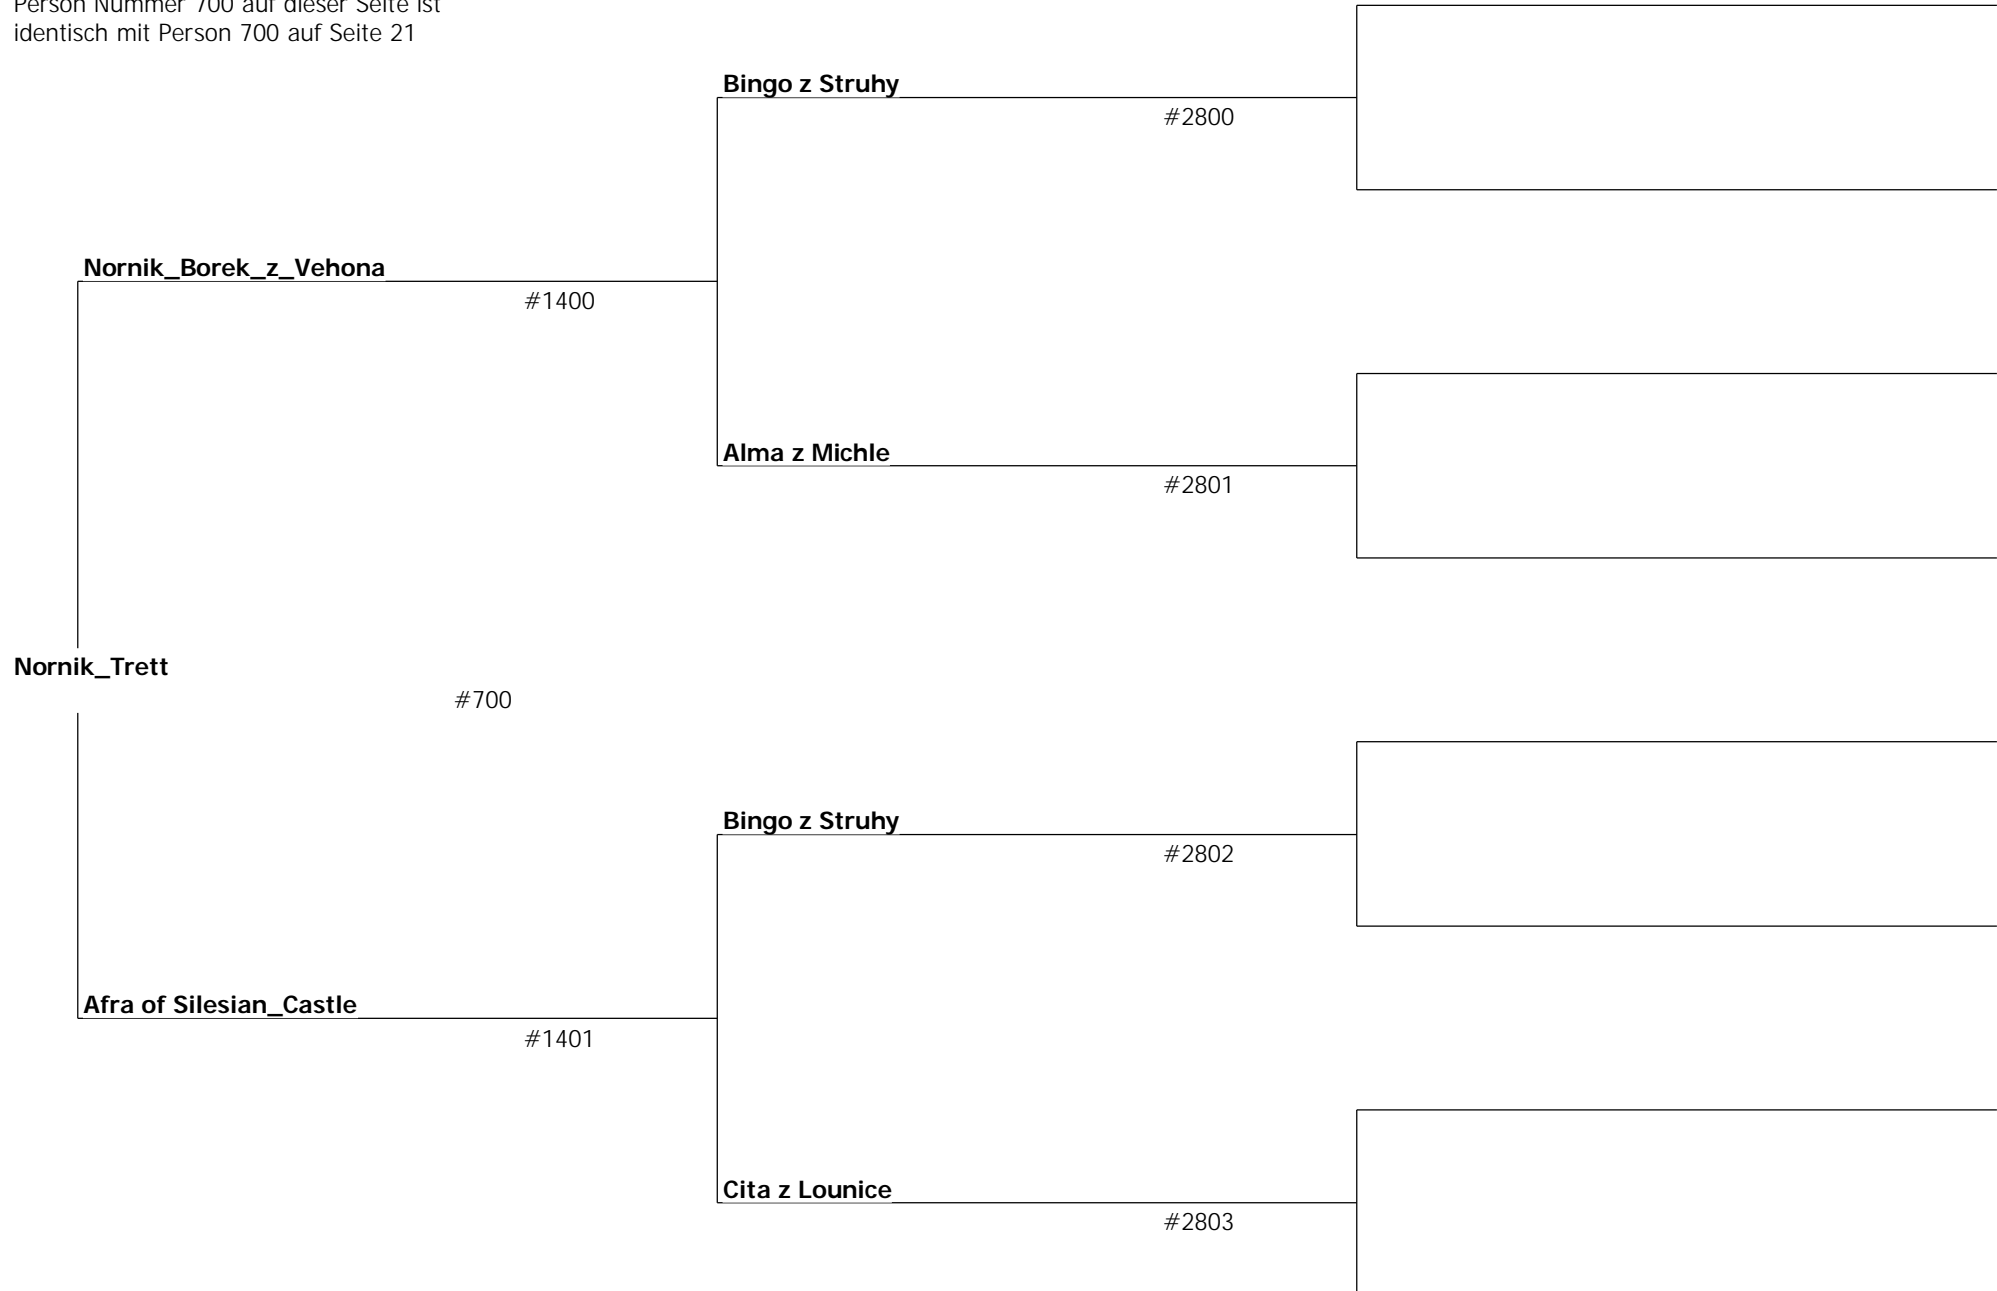 Person Nummer 700 auf dieser Seite ist
identisch mit Person 700 auf Seite 21
Bingo z Struhy
#2800
Nornik_Borek_z_Vehona
#1400
Alma z Michle
#2801
Nornik_Trett
#700
Bingo z Struhy
#2802
Afra of Silesian_Castle
#1401
Cita z Lounice
#2803